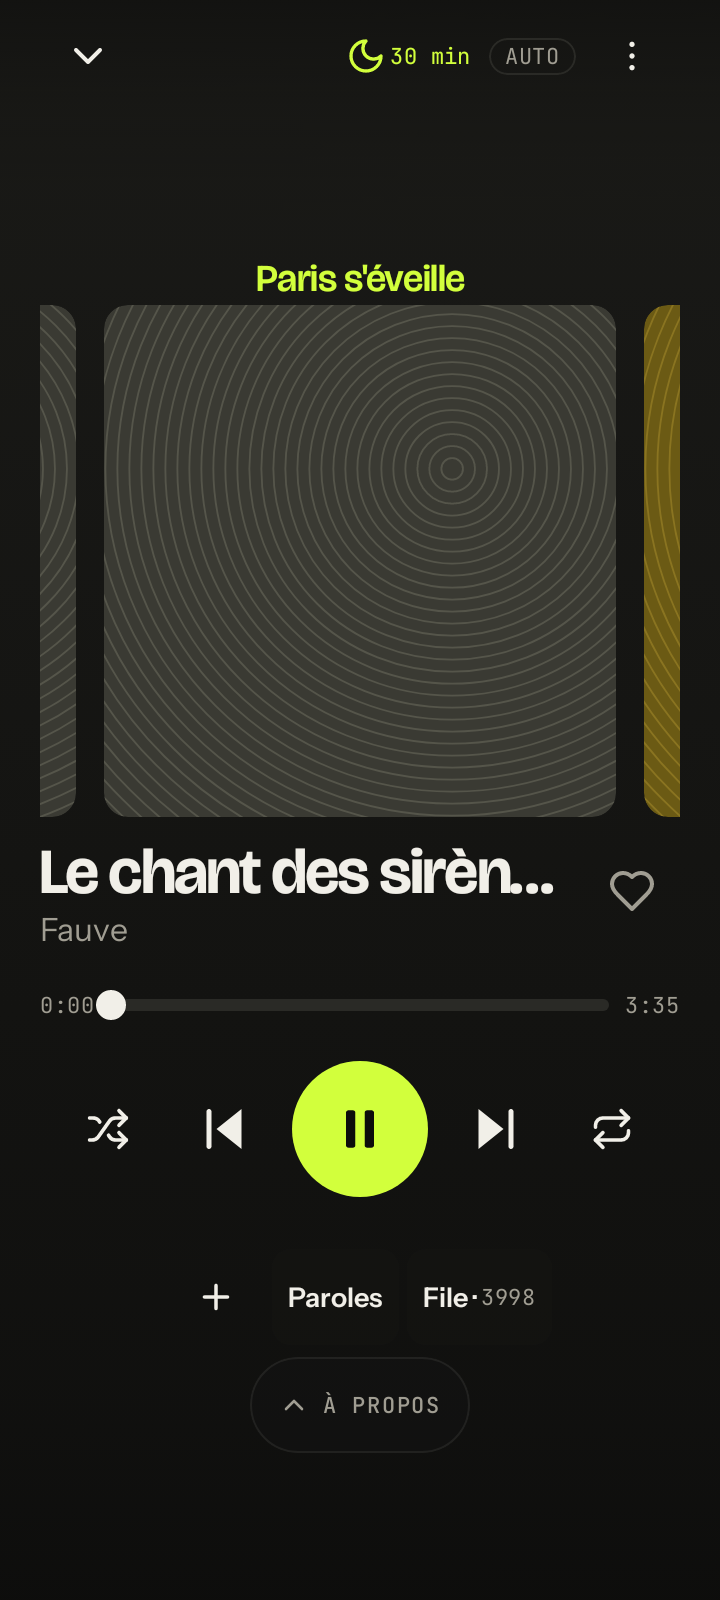 30 min AUTO
Paris s'éveille
Le chant des sirèn...
Fauve
0:00 3:35
Paroles File·3998
À PROPOS